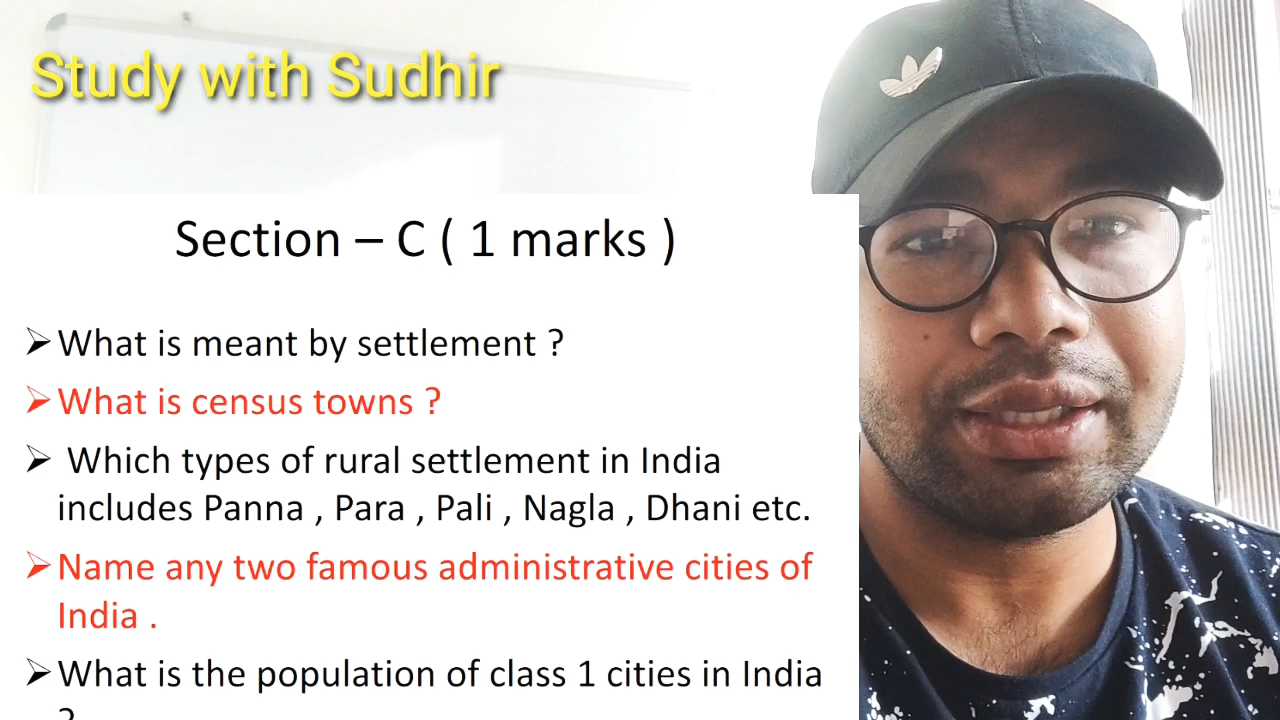 Study with Sudhir
Section – C ( 1 marks )
➢What is meant by settlement ?
➢What is census towns ?
➢ Which types of rural settlement in India
includes Panna , Para , Pali , Nagla , Dhani etc.
➢Name any two famous administrative cities of
India .
➢What is the population of class 1 cities in India
?